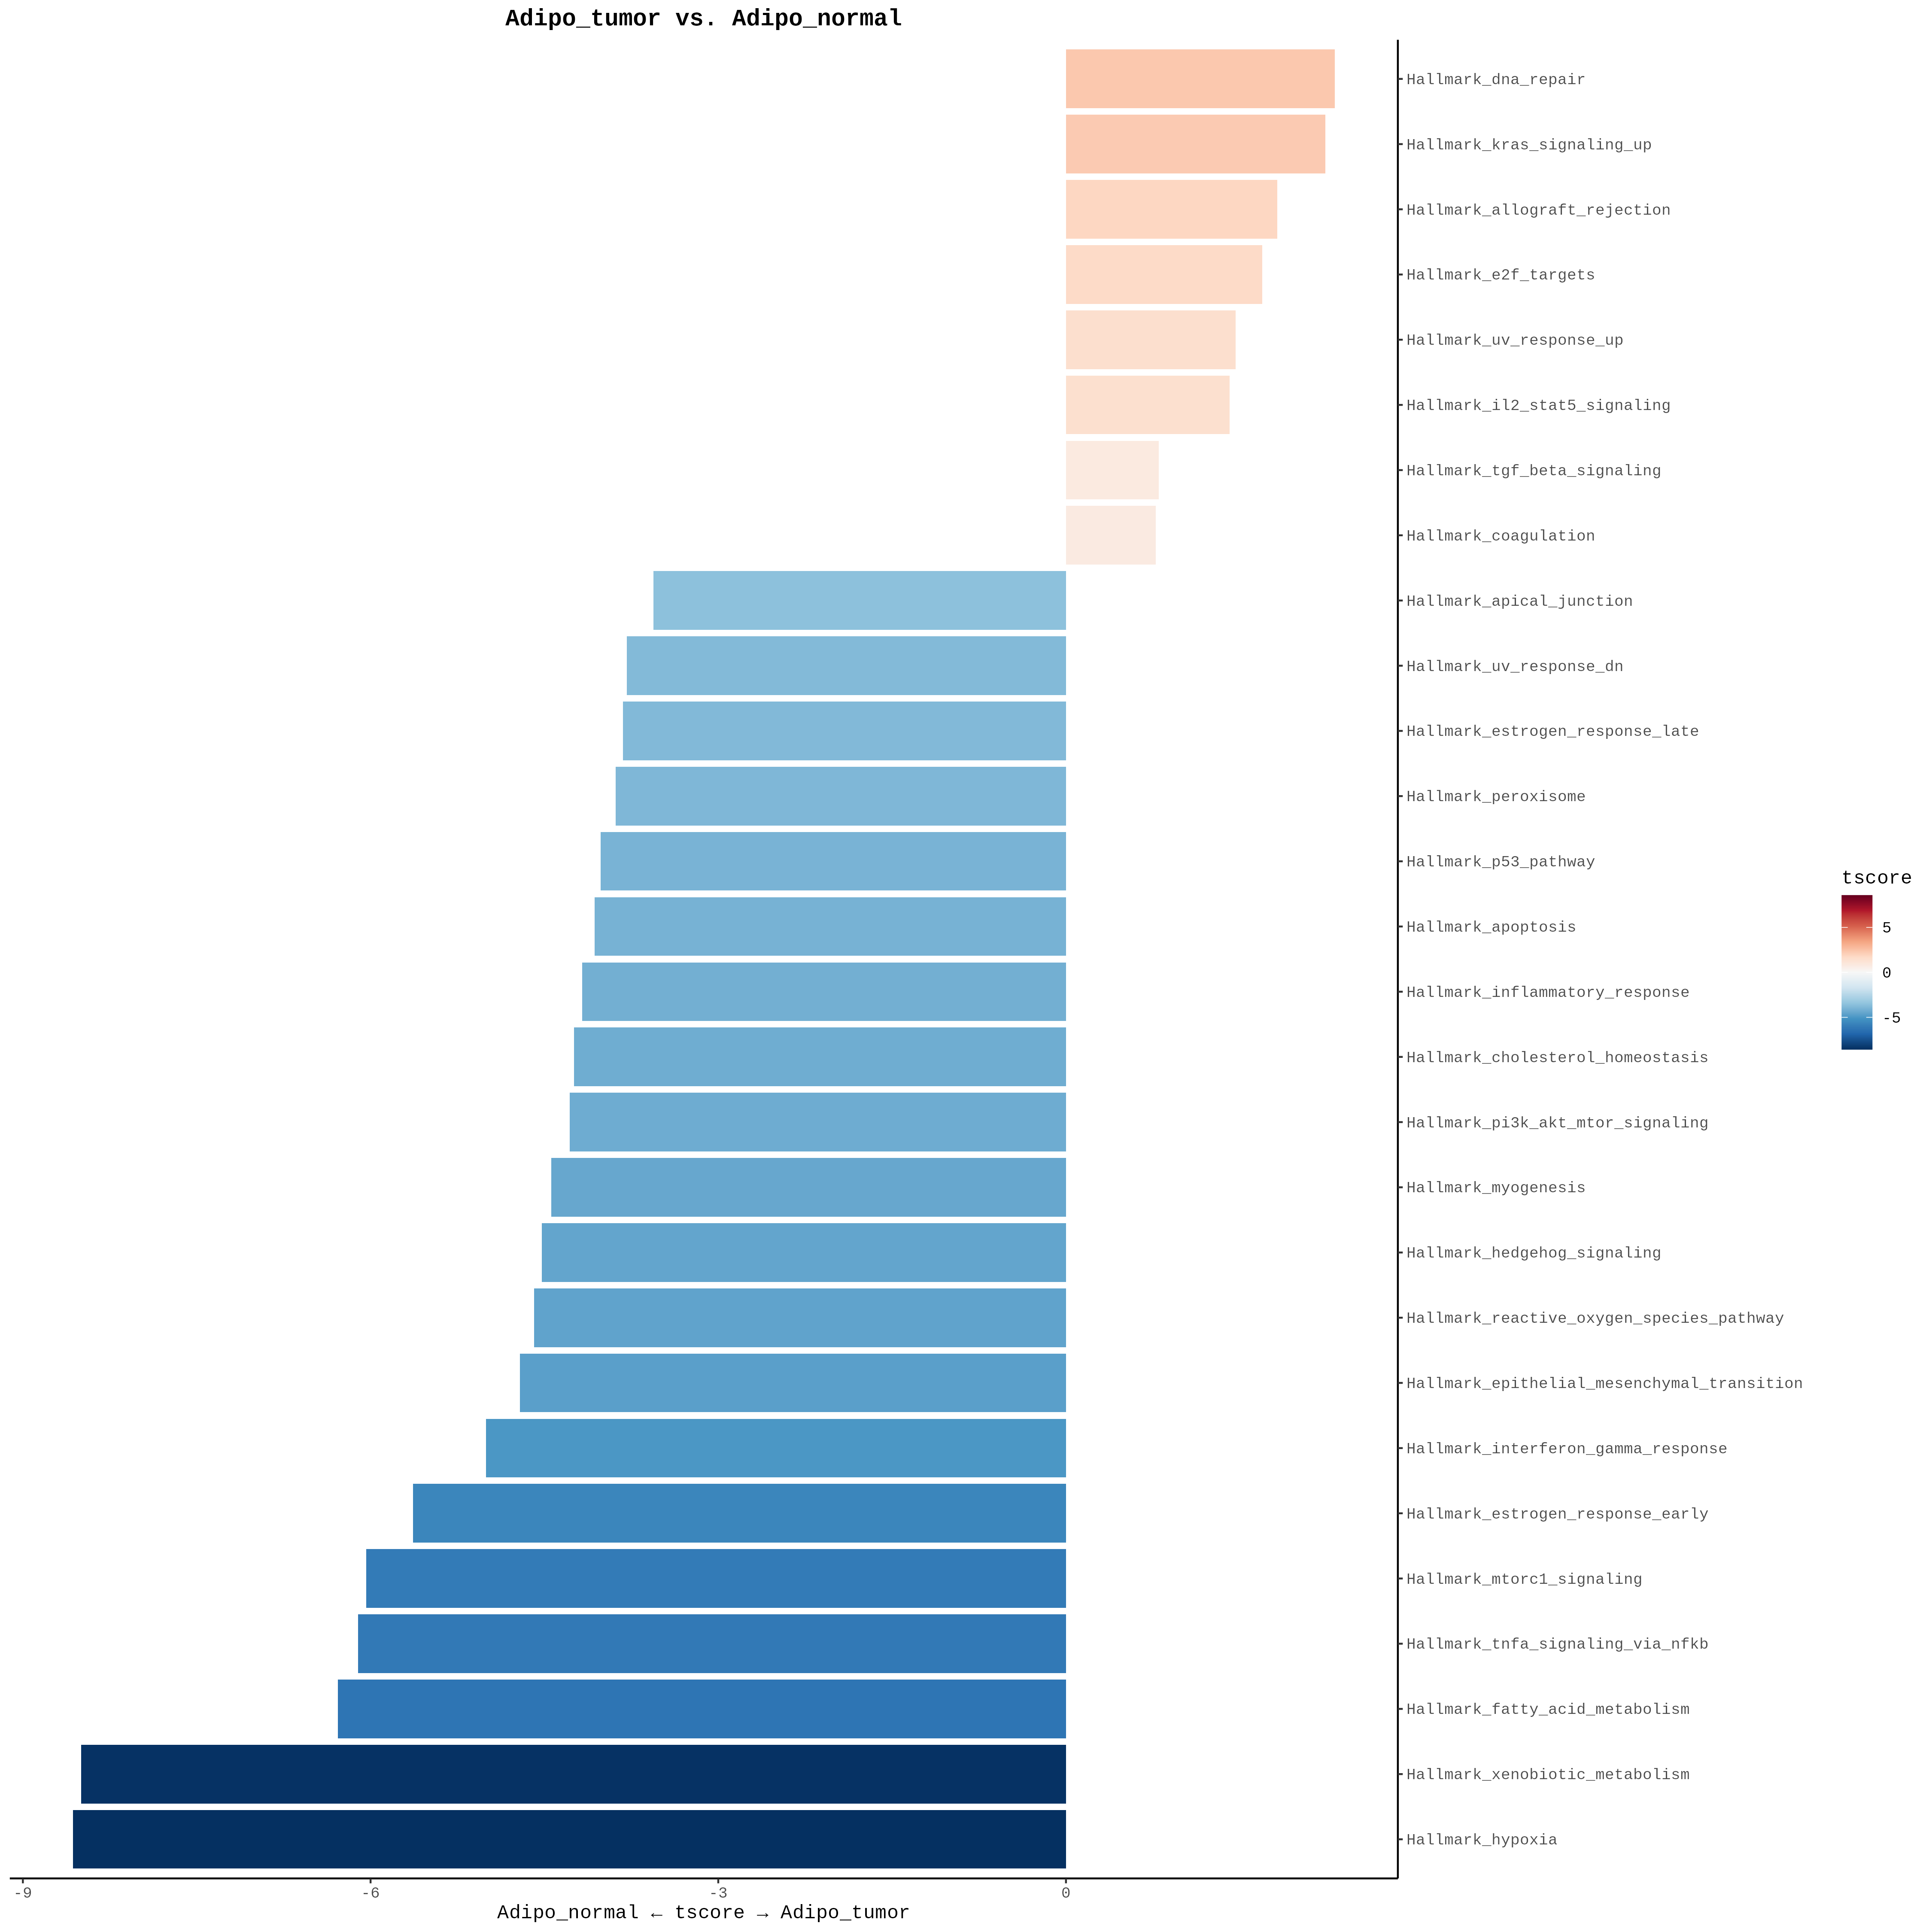 Adipo_tumor vs. Adipo_normal
Hallmark_dna_repair
Hallmark_kras_signaling_up
Hallmark_allograft_rejection
Hallmark_e2f_targets
Hallmark_uv_response_up
Hallmark_il2_stat5_signaling
Hallmark_tgf_beta_signaling
Hallmark_coagulation
Hallmark_apical_junction
Hallmark_uv_response_dn
Hallmark_estrogen_response_late
Hallmark_peroxisome
Hallmark_p53_pathway
Hallmark_apoptosis
Hallmark_inflammatory_response
Hallmark_cholesterol_homeostasis
Hallmark_pi3k_akt_mtor_signaling
Hallmark_myogenesis
Hallmark_hedgehog_signaling
Hallmark_reactive_oxygen_species_pathway
Hallmark_epithelial_mesenchymal_transition
Hallmark_interferon_gamma_response
Hallmark_estrogen_response_early
Hallmark_mtorc1_signaling
Hallmark_tnfa_signaling_via_nfkb
Hallmark_fatty_acid_metabolism
Hallmark_xenobiotic_metabolism
Hallmark_hypoxia
-9 -6 -3 0
Adipo_normal ← tscore → Adipo_tumor
tscore
5
0
-5